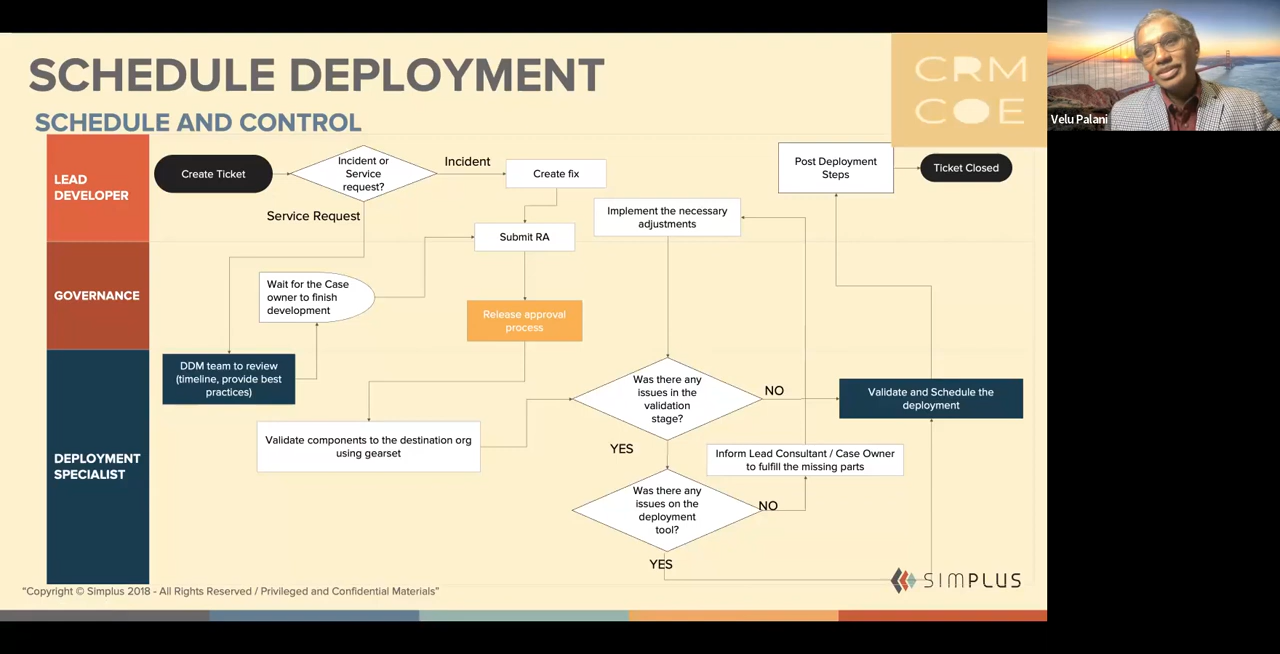 SCHEDULE DEPLOYMENT
SCHEDULE AND CONTROL
CRM
COE
Velu Palani
LEAD
DEVELOPER
Create Ticket
Incident or
Service
request?
Incident
Service Request
Create fix
Submit RA
Implement the necessary
adjustments
Post Deployment
Steps
Ticket Closed
GOVERNANCE
Wait for the Case
owner to finish
development
Release approval
process
DEPLOYMENT
SPECIALIST
DDM team to review
(timeline, provide best
practices)
Validate components to the destination org
using gearset
Was there any
issues in the
validation
stage?
NO
YES
Validate and Schedule the
deployment
Inform Lead Consultant / Case Owner
to fulfill the missing parts
Was there any
issues on the
deployment
tool?
NO
YES
"Copyright © Simplus 2018 - All Rights Reserved / Privileged and Confidential Materials"
SIMPLUS